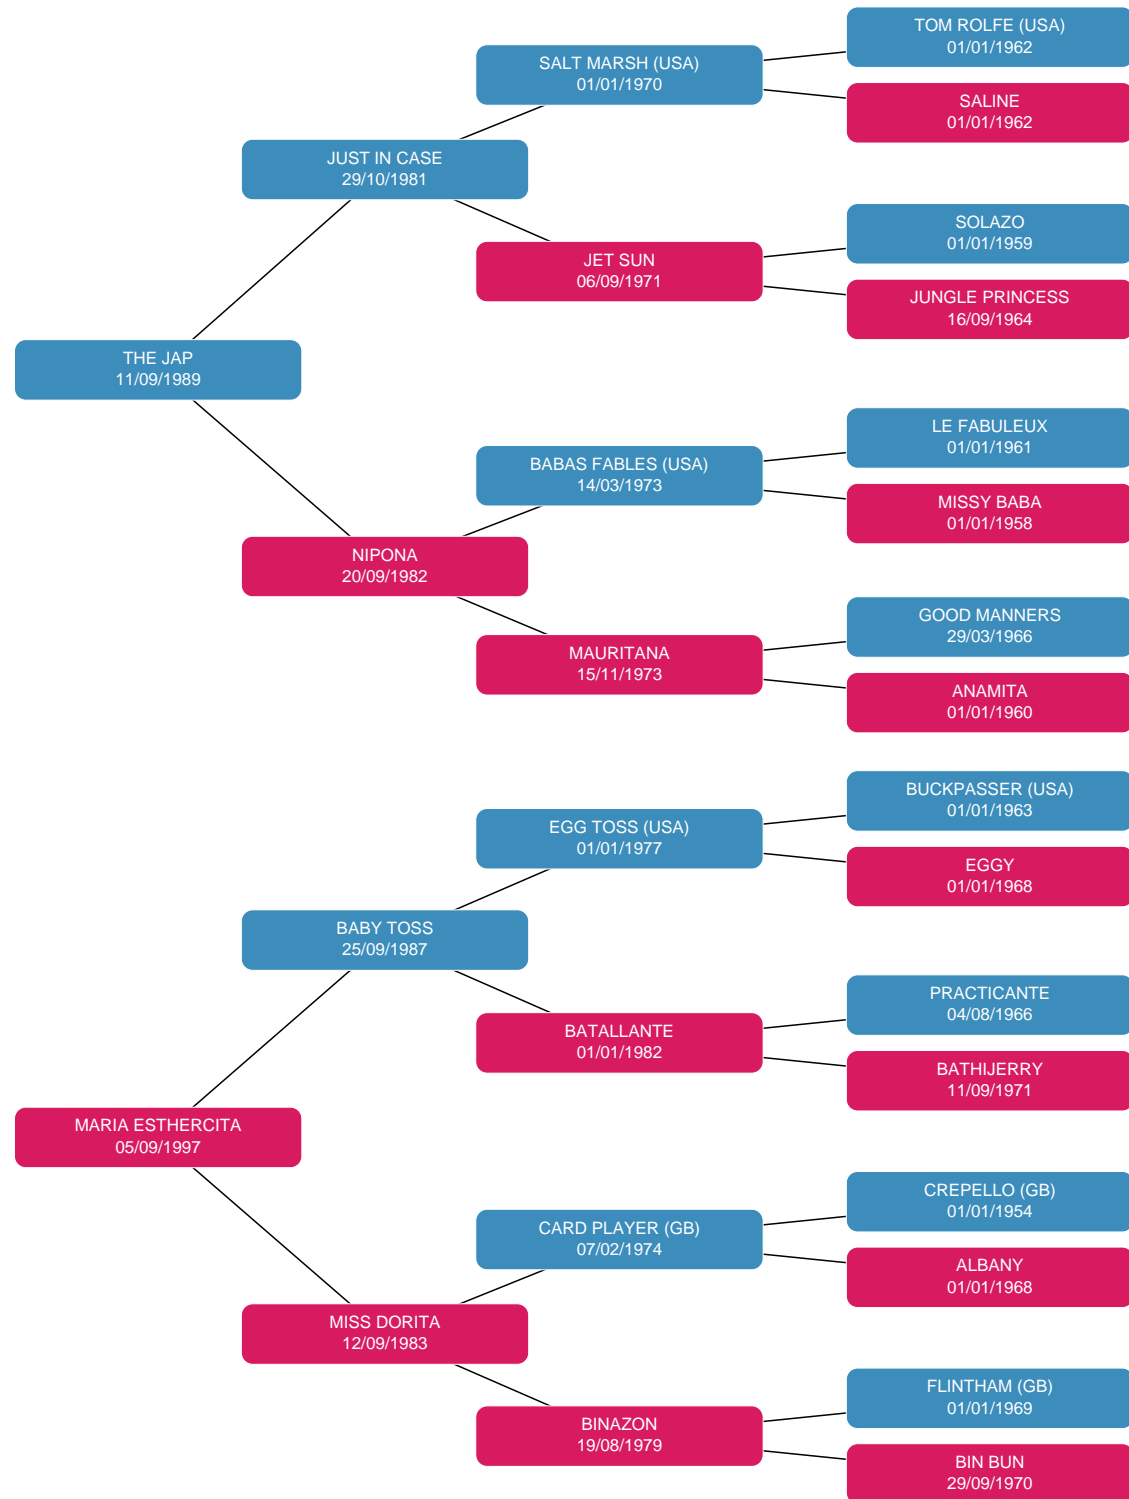 TOM ROLFE (USA)
01/01/1962
SALT MARSH (USA)
01/01/1970
SALINE
01/01/1962
JUST IN CASE
29/10/1981
SOLAZO
01/01/1959
JET SUN
06/09/1971
JUNGLE PRINCESS
16/09/1964
THE JAP
11/09/1989
LE FABULEUX
01/01/1961
BABAS FABLES (USA)
14/03/1973
MISSY BABA
01/01/1958
NIPONA
20/09/1982
GOOD MANNERS
29/03/1966
MAURITANA
15/11/1973
ANAMITA
01/01/1960
BUCKPASSER (USA)
01/01/1963
EGG TOSS (USA)
01/01/1977
EGGY
01/01/1968
BABY TOSS
25/09/1987
PRACTICANTE
04/08/1966
BATALLANTE
01/01/1982
BATHIJERRY
11/09/1971
MARIA ESTHERCITA
05/09/1997
CREPELLO (GB)
01/01/1954
CARD PLAYER (GB)
07/02/1974
ALBANY
01/01/1968
MISS DORITA
12/09/1983
FLINTHAM (GB)
01/01/1969
BINAZON
19/08/1979
BIN BUN
29/09/1970